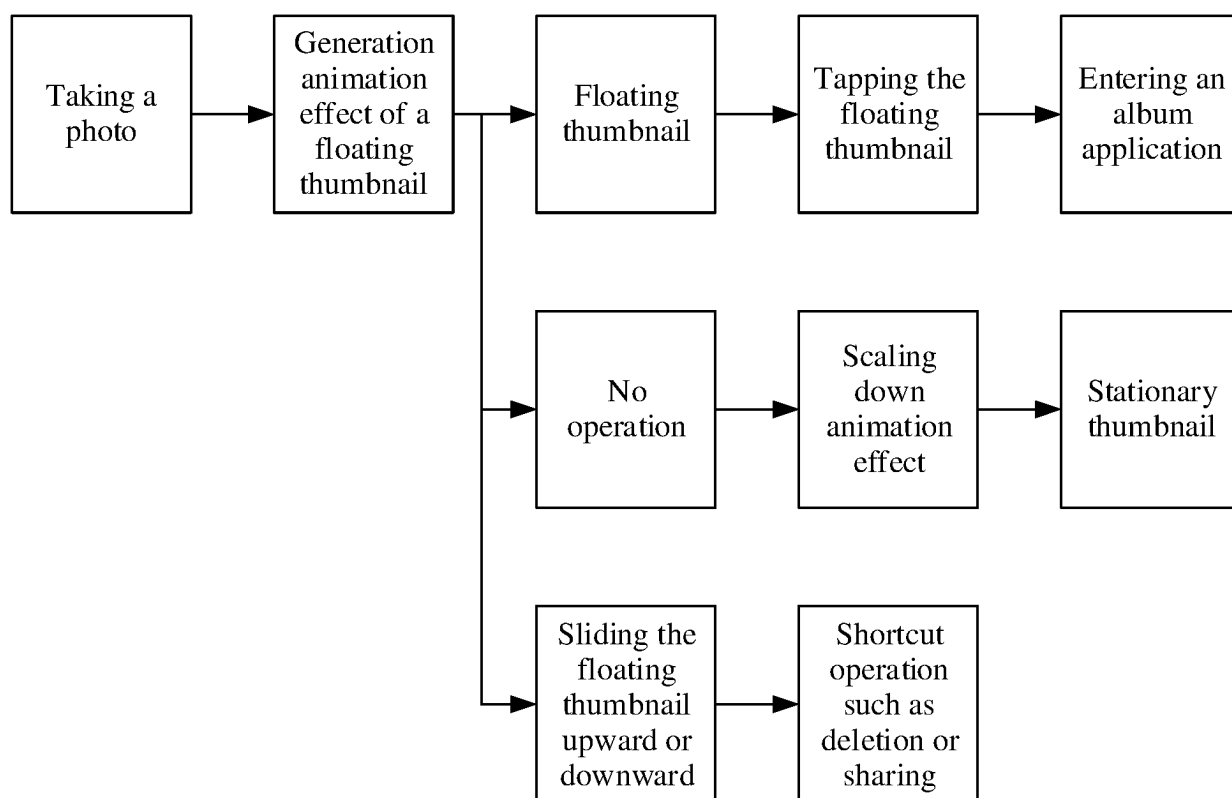 Taking a
photo
Generation
animation
effect of a
floating
thumbnail
Floating
thumbnail
Tapping the
floating
thumbnail
Entering an
album
application
No
operation
Scaling
down
animation
effect
Stationary
thumbnail
Sliding the
floating
thumbnail
upward or
downward
Shortcut
operation
such as
deletion or
sharing